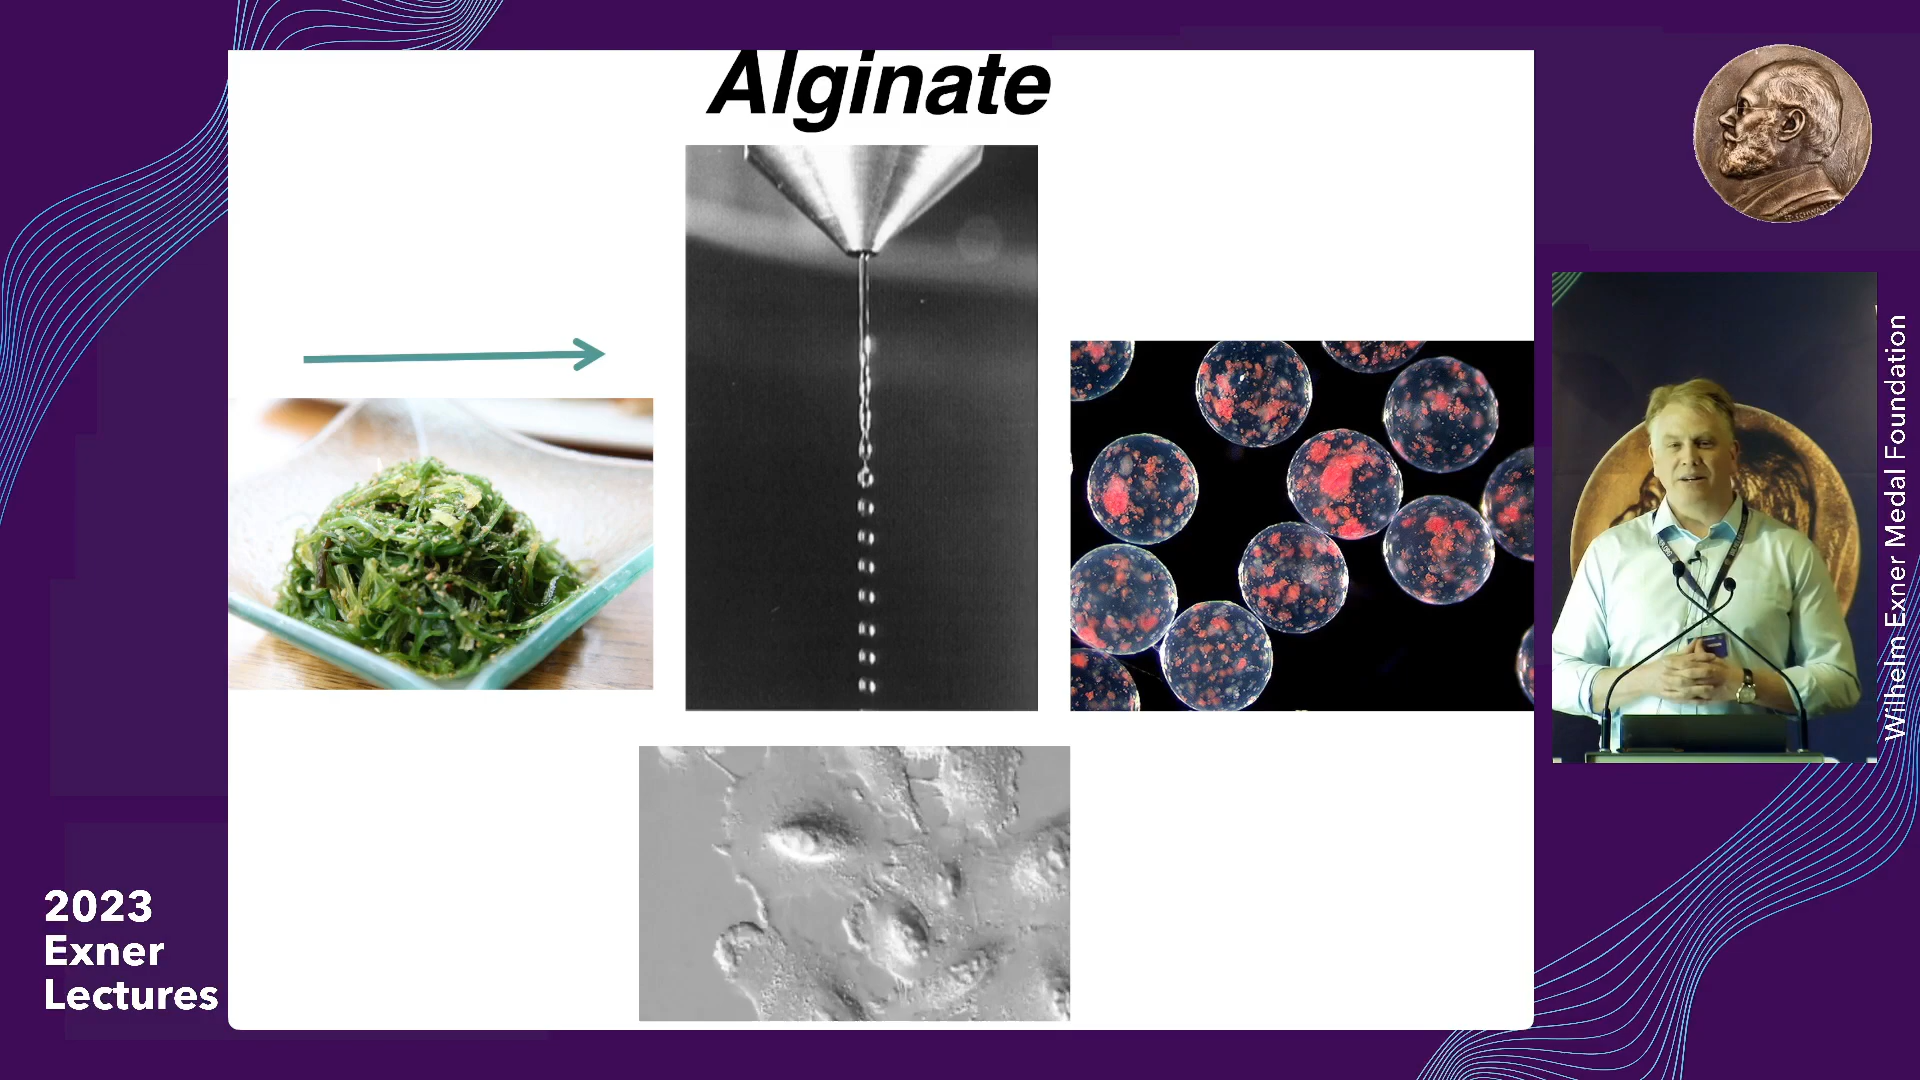 Alginate
Wilhelm Exner Medal Foundation
2023
Exner
Lectures